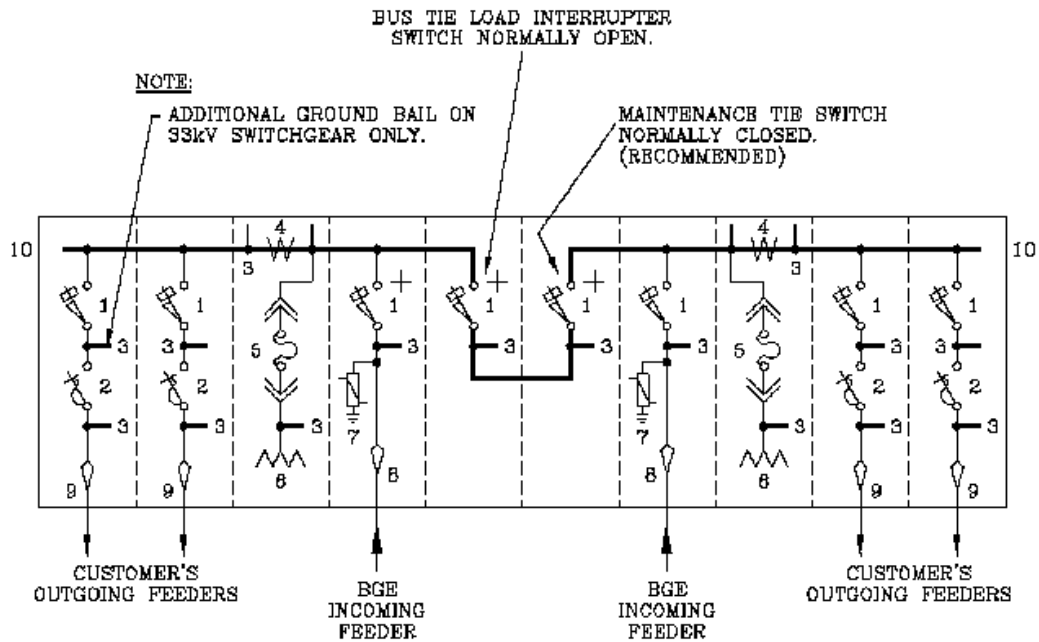 BUS TIE LOAD INTERRUPTER
SWITCH NORMALLY OPEN.
NOTE:
ADDITIONAL GROUND BAIL ON
33kV SWITCHGEAR ONLY.
MAINTENANCE TIE SWITCH
NORMALLY CLOSED.
(RECOMMENDED)
4 4
10 10
3 3
1 1 1 1 1 1 1 1
3 3 5 3 3 3 3 5 3 3
2 2 2 2
3 3 3 3 3 3
7 7
8 8
9 9 6 6 9 9
CUSTOMER'S
OUTGOING FEEDERS
BGE
INCOMING
FEEDER
BGE
INCOMING
FEEDER
CUSTOMER'S
OUTGOING FEEDERS